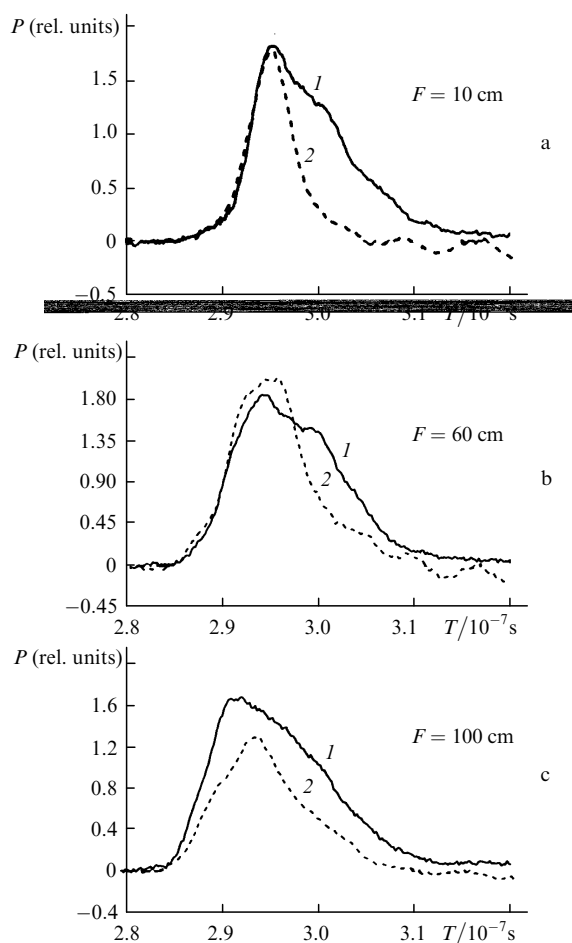 P (rel. units)
1.5
1
F = 10 cm
1.0
a
0.5
2
0
−0.5
2.8 2.9 3.0 3.1 T/10⁻⁷ s
P (rel. units)
1.80
1.35
F = 60 cm
1
0.90
2
b
0.45
0
−0.45
2.8 2.9 3.0 3.1 T/10⁻⁷s
P (rel. units)
1.6
1.2
1
F = 100 cm
0.8
2
c
0.4
0
−0.4
2.8 2.9 3.0 3.1 T/10⁻⁷s